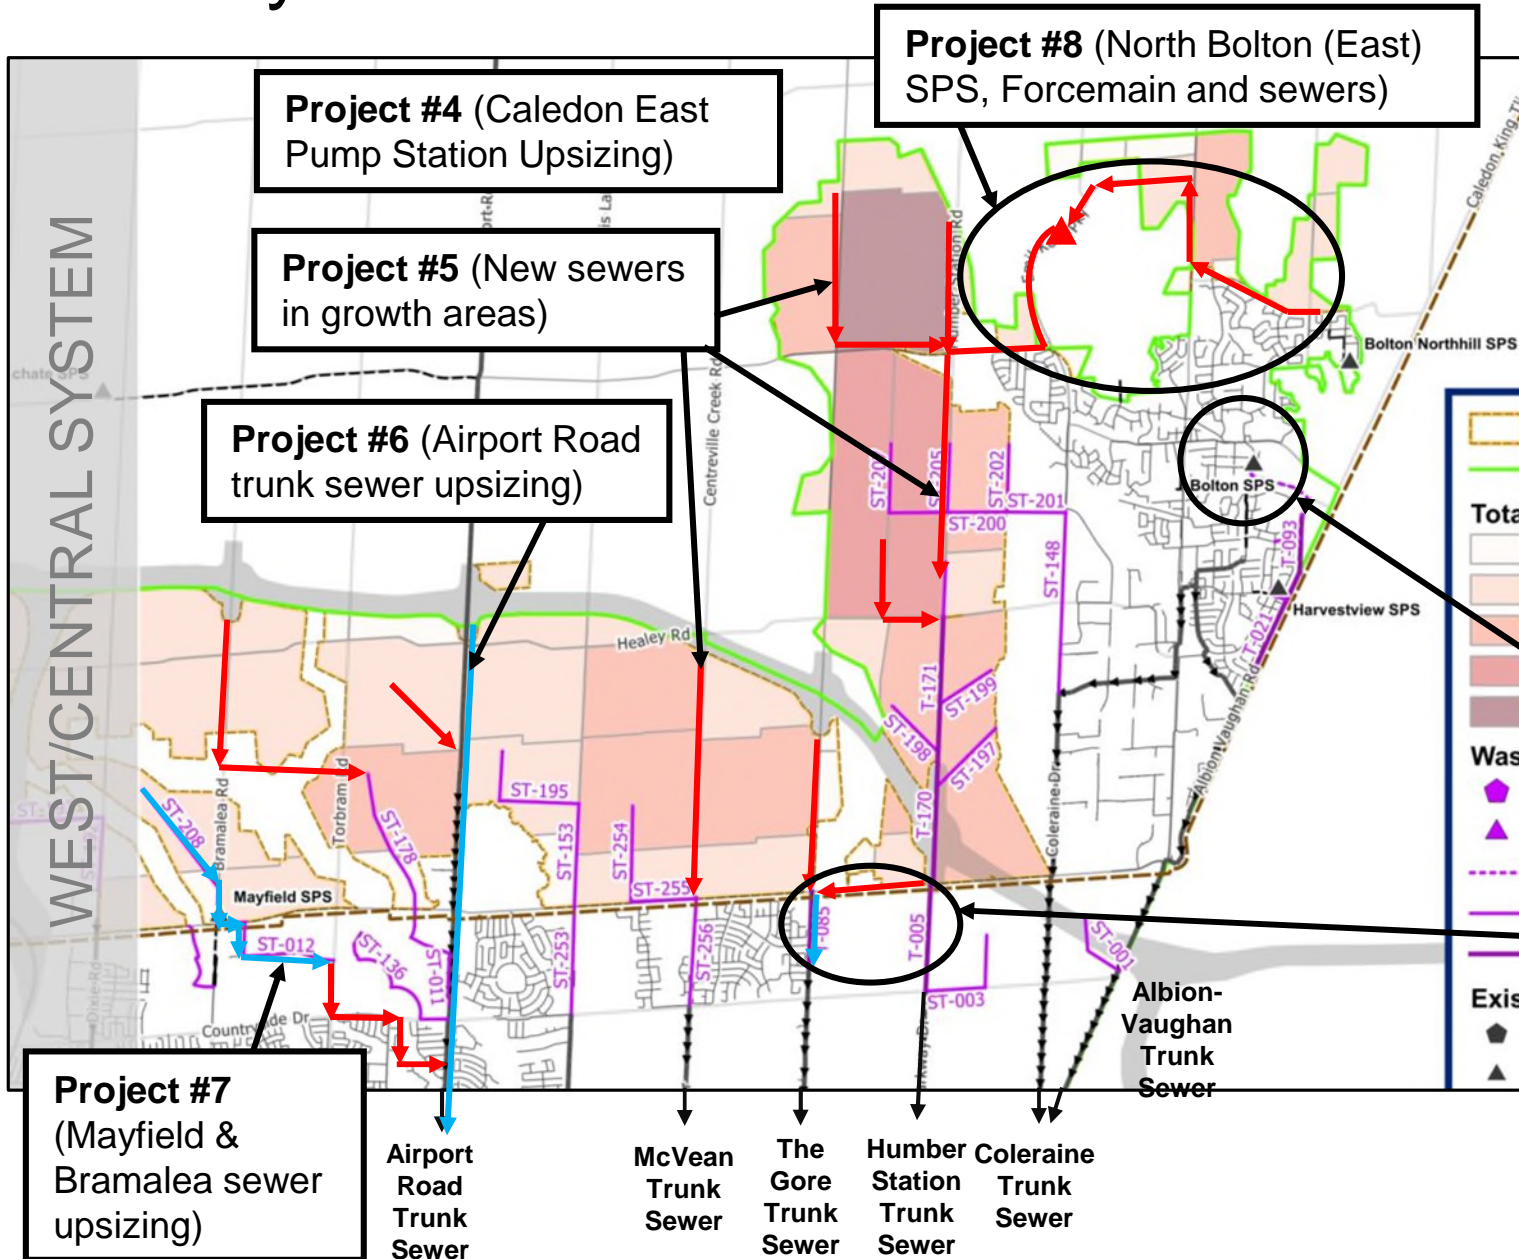 Project #8 (North Bolton (East)
SPS, Forcemain and sewers)
Project #4 (Caledon East
Pump Station Upsizing)
Project #5 (New sewers
in growth areas)
Project #6 (Airport Road
trunk sewer upsizing)
Project #7
(Mayfield &
Bramalea sewer
upsizing)
WEST/CENTRAL SYSTEM
Centreville Creek Rd
Healey Rd
Torbram Rd
Bramalea Rd
Coleraine Dr
Albion Vaughan Rd
Bolton Northhill SPS
Bolton SPS
Harvestview SPS
Mayfield SPS
ST-205
ST-202
ST-201
ST-200
ST-148
T-093
T-021
T-171
ST-199
ST-198
ST-197
T-170
ST-195
ST-153
ST-254
ST-255
ST-208
ST-178
ST-012
ST-136
ST-011
ST-253
ST-256
T-085
T-005
ST-003
ST-001
Albion-
Vaughan
Trunk
Sewer
Airport
Road
Trunk
Sewer
McVean
Trunk
Sewer
The
Gore
Trunk
Sewer
Humber
Station
Trunk
Sewer
Coleraine
Trunk
Sewer
Tota
Was
Exis